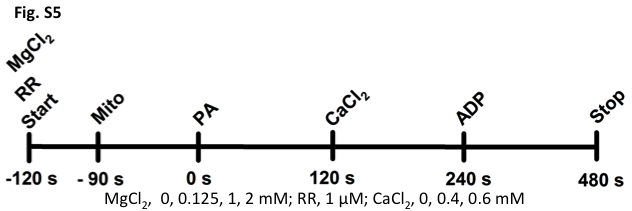 Fig. S5
MgCl₂
RR
Start
Mito
PA
CaCl₂
ADP
Stop
-120 s
- 90 s
0 s
120 s
240 s
480 s
MgCl₂, 0, 0.125, 1, 2 mM; RR, 1 µM; CaCl₂, 0, 0.4, 0.6 mM